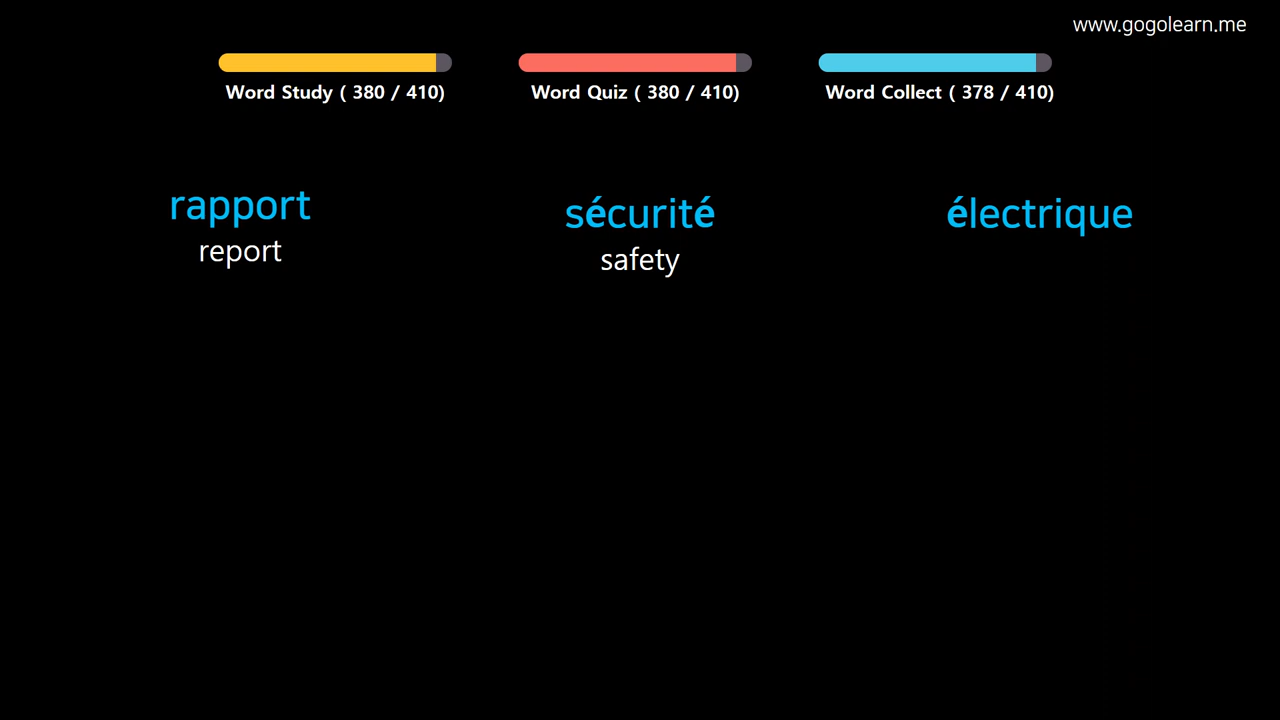 www.gogolearn.me
Word Study ( 380 / 410)
Word Quiz ( 380 / 410)
Word Collect ( 378 / 410)
rapport
report
sécurité
safety
électrique